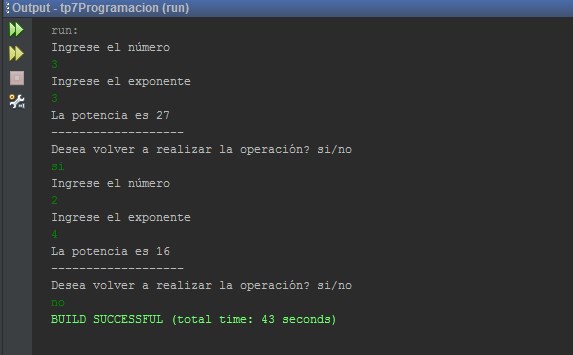 Output - tp7Programacion (run)
run:
Ingrese el número
3
Ingrese el exponente
3
La potencia es 27
-------------------
Desea volver a realizar la operación? si/no
si
Ingrese el número
2
Ingrese el exponente
4
La potencia es 16
-------------------
Desea volver a realizar la operación? si/no
no
BUILD SUCCESSFUL (total time: 43 seconds)